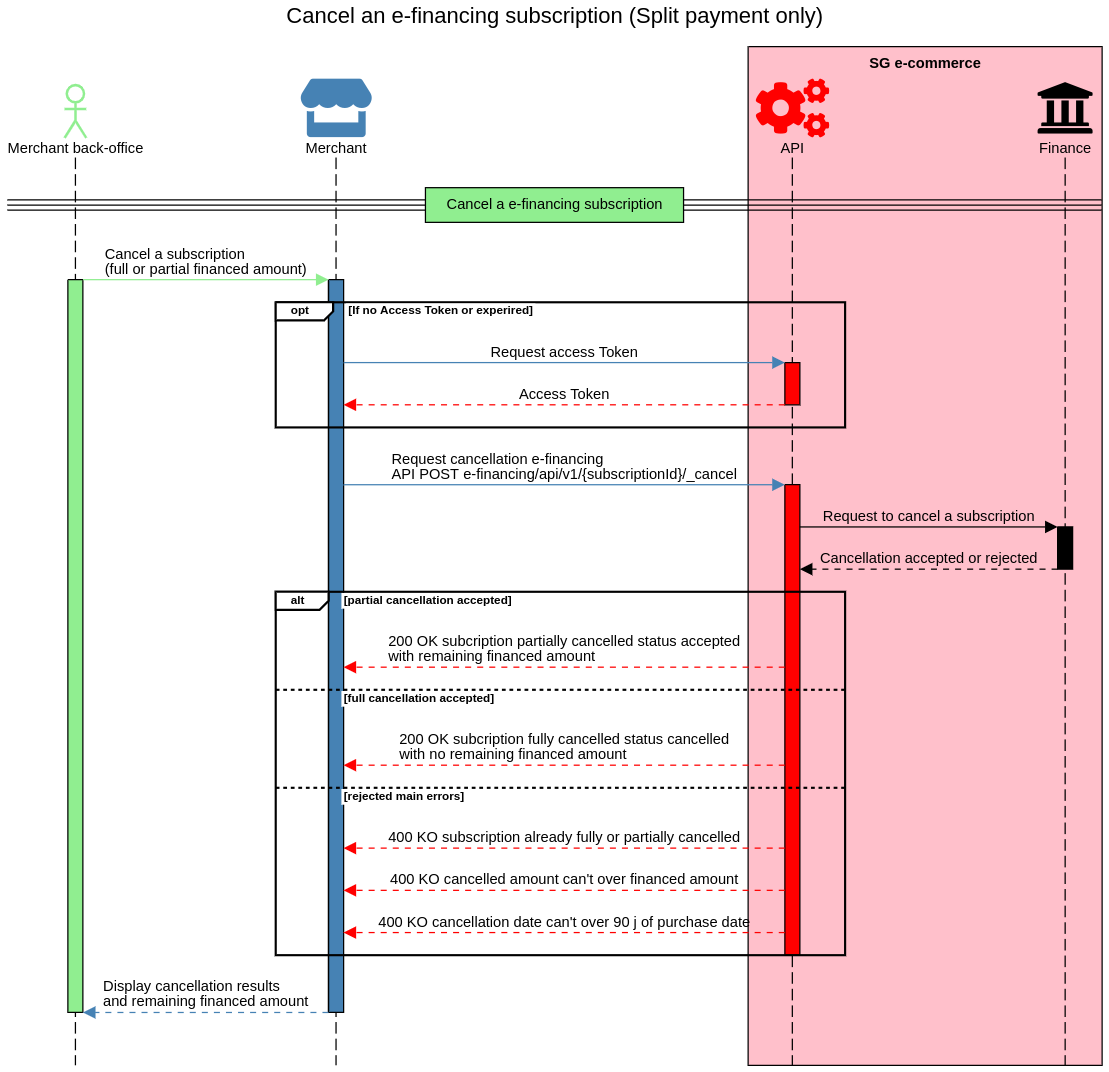 Cancel an e-financing subscription (Split payment only)
SG e-commerce
Merchant back-office
Merchant
API
Finance
Cancel a e-financing subscription
Cancel a subscription
(full or partial financed amount)
opt
[If no Access Token or experired]
Request access Token
Access Token
Request cancellation e-financing
API POST e-financing/api/v1/{subscriptionId}/_cancel
Request to cancel a subscription
Cancellation accepted or rejected
alt
[partial cancellation accepted]
200 OK subcription partially cancelled status accepted
with remaining financed amount
[full cancellation accepted]
200 OK subcription fully cancelled status cancelled
with no remaining financed amount
[rejected main errors]
400 KO subscription already fully or partially cancelled
400 KO cancelled amount can't over financed amount
400 KO cancellation date can't over 90 j of purchase date
Display cancellation results
and remaining financed amount